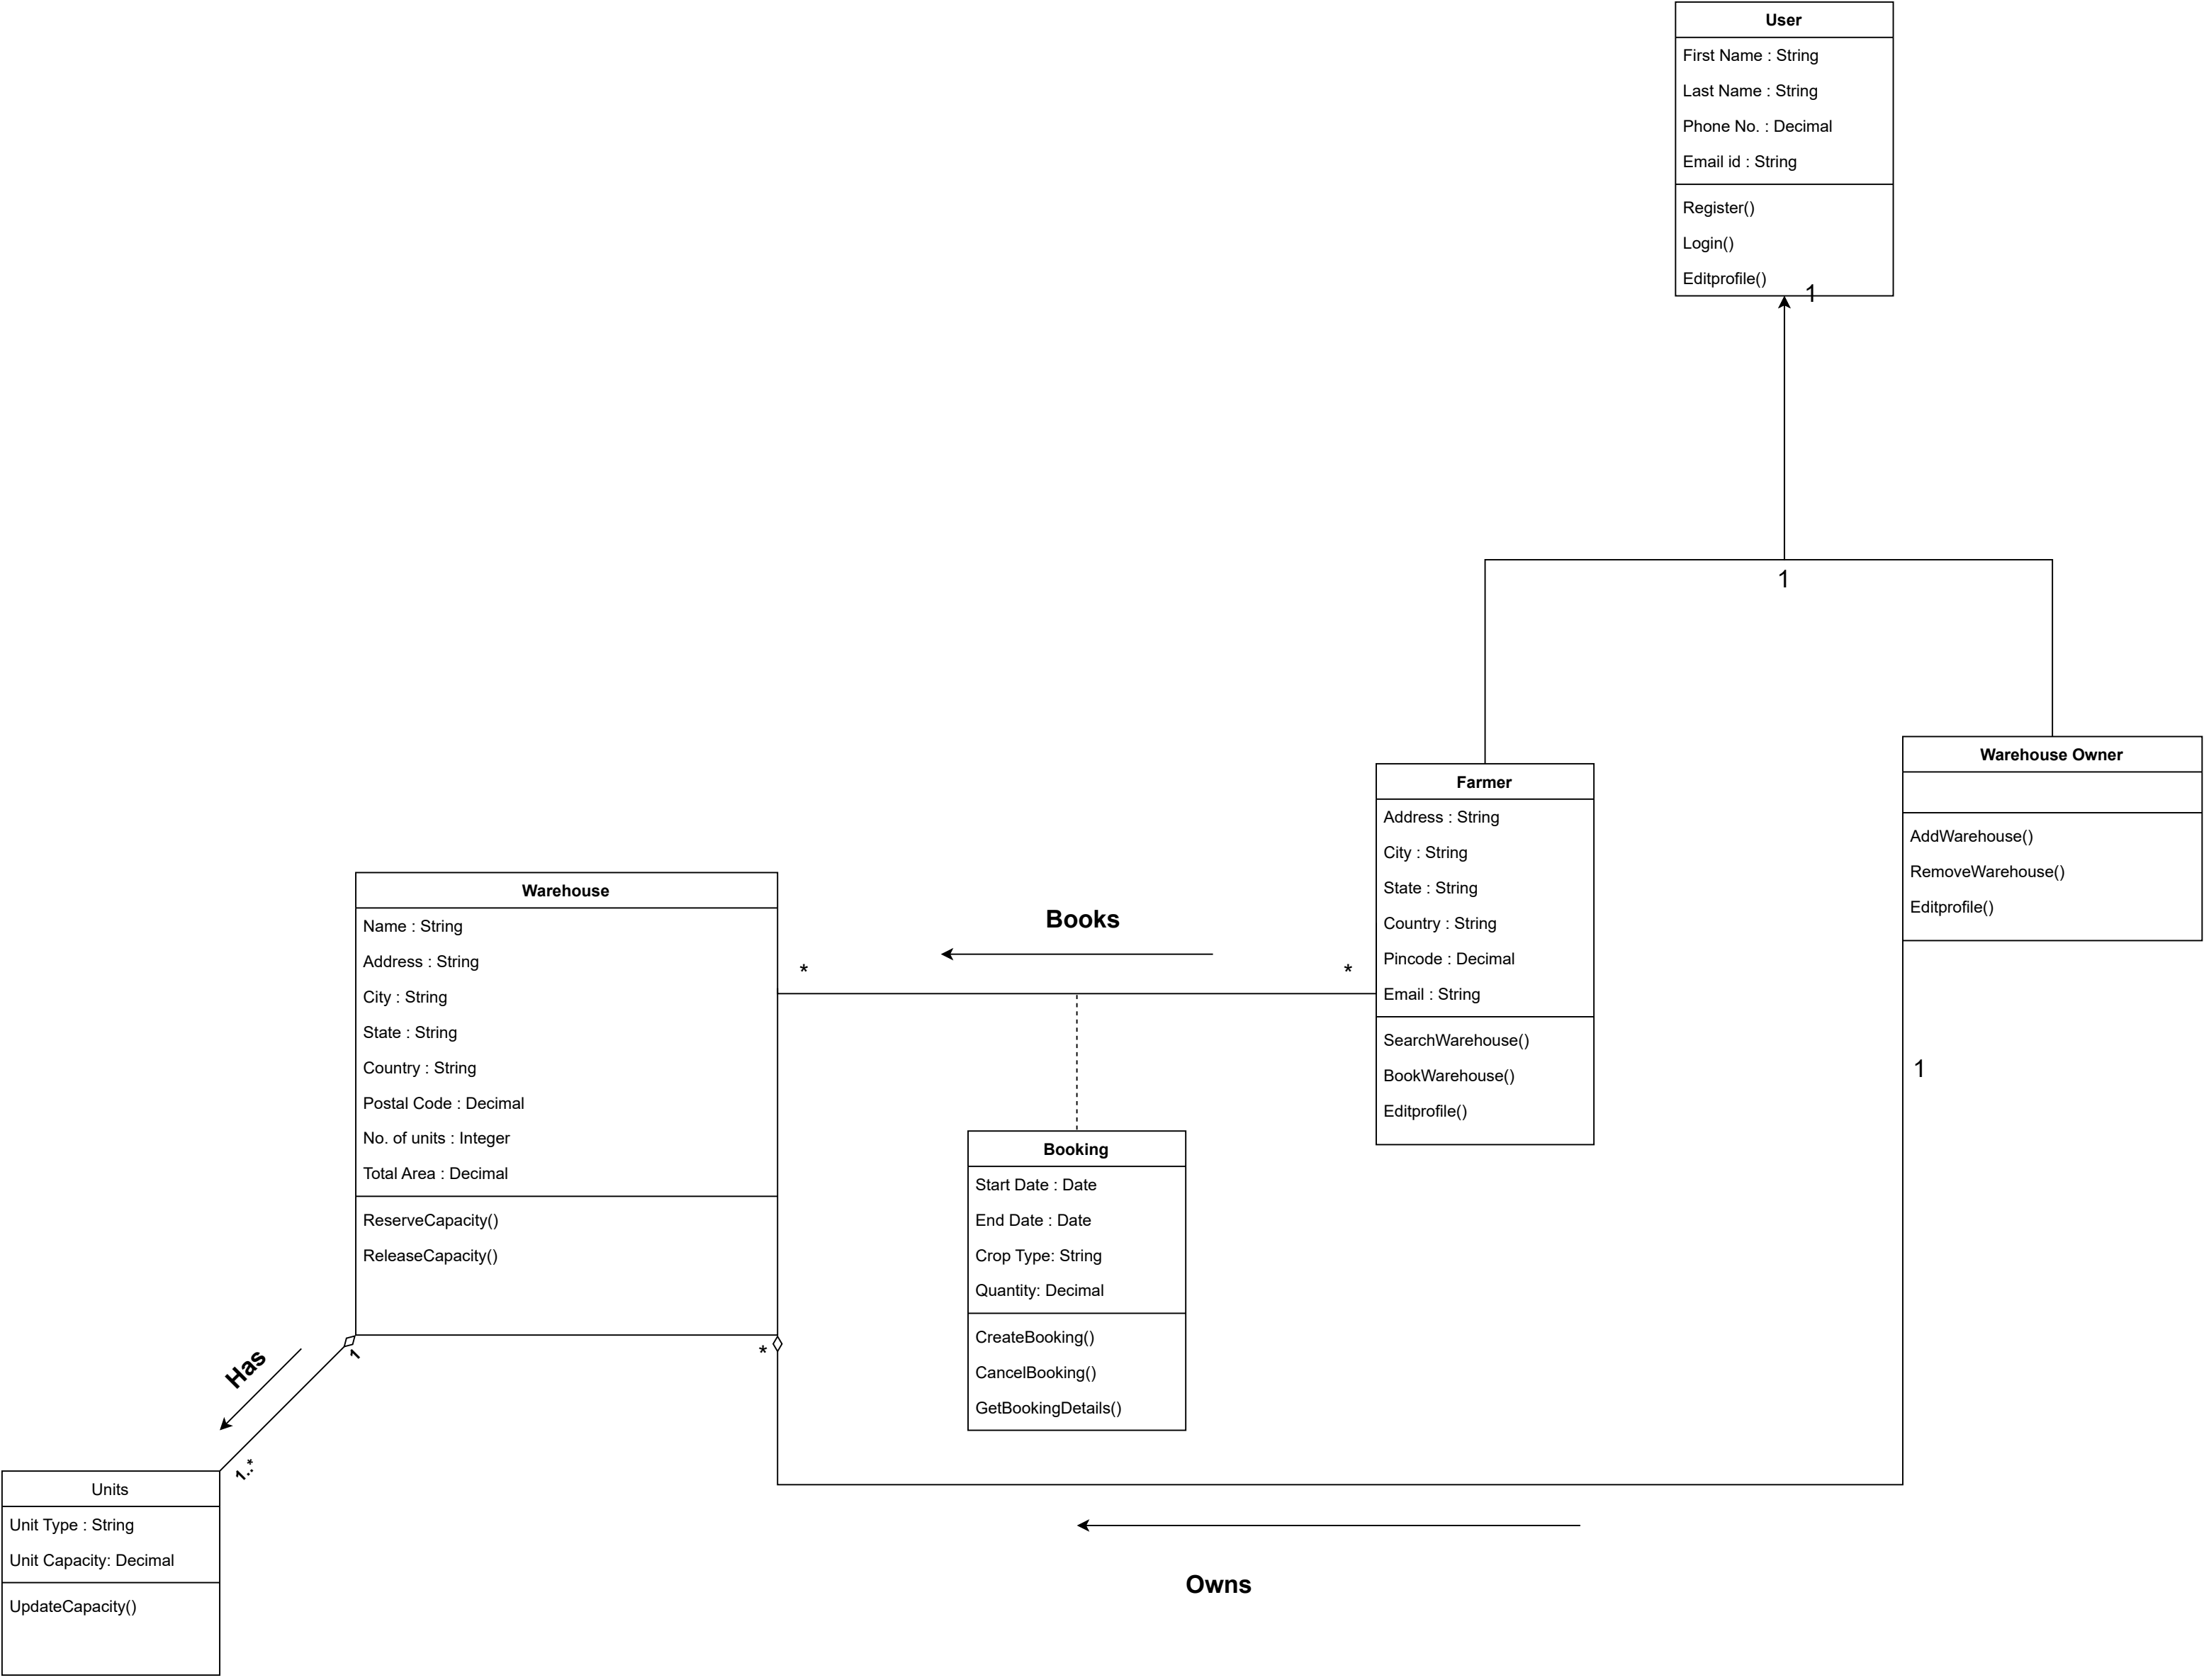 User
First Name : String
Last Name : String
Phone No. : Decimal
Email id : String
Register()
Login()
Editprofile()
1
1
Farmer
Address : String
City : String
State : String
Country : String
Pincode : Decimal
Email : String
SearchWarehouse()
BookWarehouse()
Editprofile()
Warehouse Owner
AddWarehouse()
RemoveWarehouse()
Editprofile()
1
Books
*
*
Warehouse
Name : String
Address : String
City : String
State : String
Country : String
Postal Code : Decimal
No. of units : Integer
Total Area : Decimal
ReserveCapacity()
ReleaseCapacity()
Booking
Start Date : Date
End Date : Date
Crop Type: String
Quantity: Decimal
CreateBooking()
CancelBooking()
GetBookingDetails()
*
Has
1
1..*
Units
Unit Type : String
Unit Capacity: Decimal
UpdateCapacity()
Owns